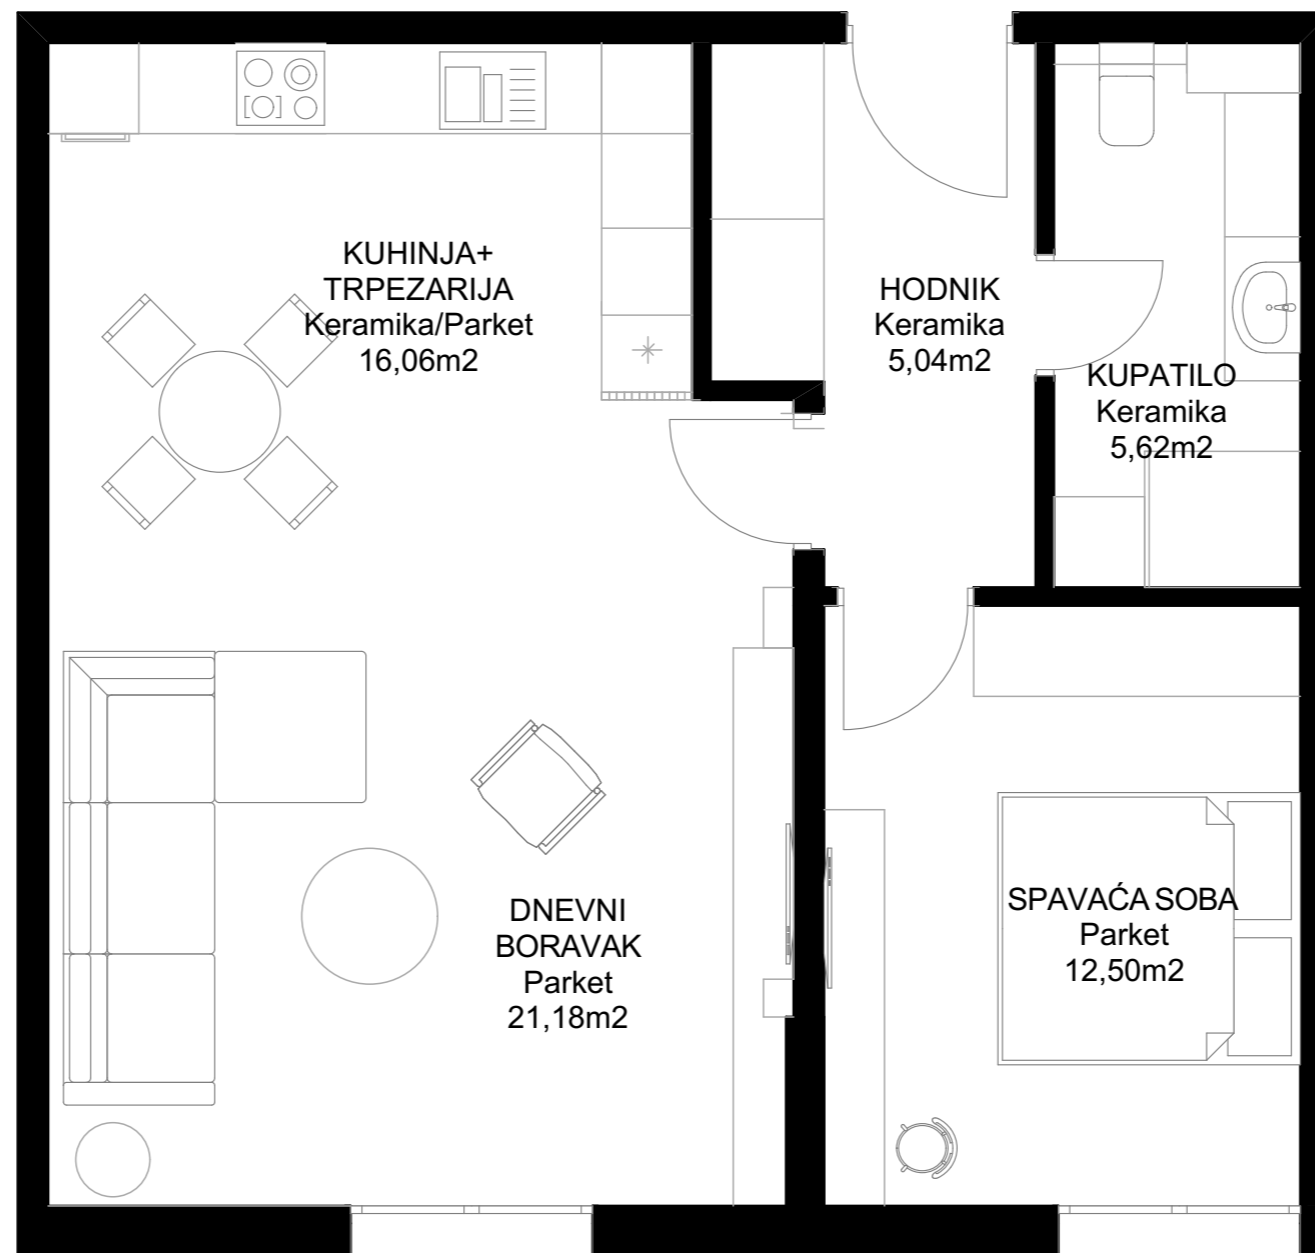 KUHINJA+
TRPEZARIJA
Keramika/Parket
16,06m2
HODNIK
Keramika
5,04m2
KUPATILO
Keramika
5,62m2
DNEVNI
BORAVAK
Parket
21,18m2
SPAVAĆA SOBA
Parket
12,50m2